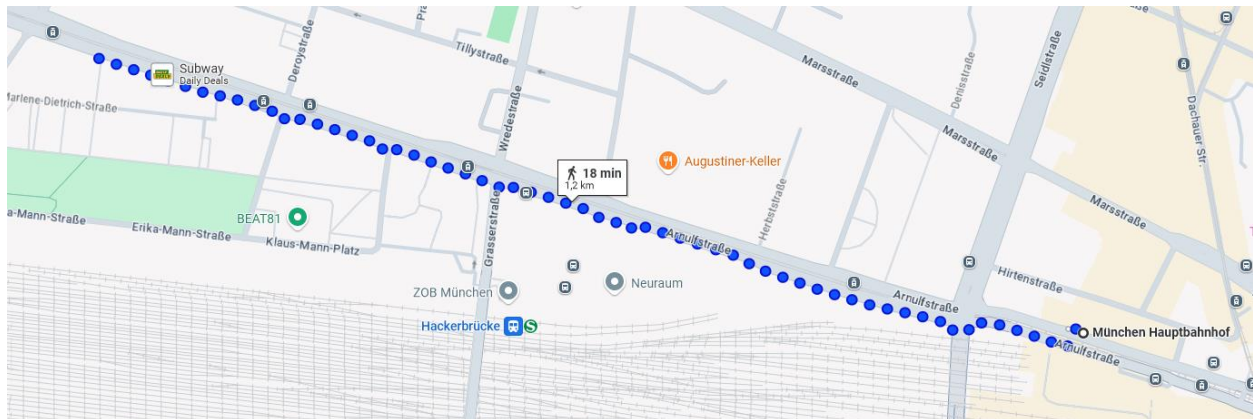 Tillystraße
Deroystraße
Subway
Daily Deals
Marlene-Dietrich-Straße
Wredestraße
Marsstraße
Seidlstraße
Denisstraße
Marsstraße
Dachauer Str.
18 min
1,2 km
Augustiner-Keller
Herbststraße
Marsstraße
BEAT81
Erika-Mann-Straße
Klaus-Mann-Platz
Grasserstraße
Arnulfstraße
Hirtenstraße
ZOB München
Neuraum
Arnulfstraße
Hackerbrücke
S
München Hauptbahnhof
Arnulfstraße